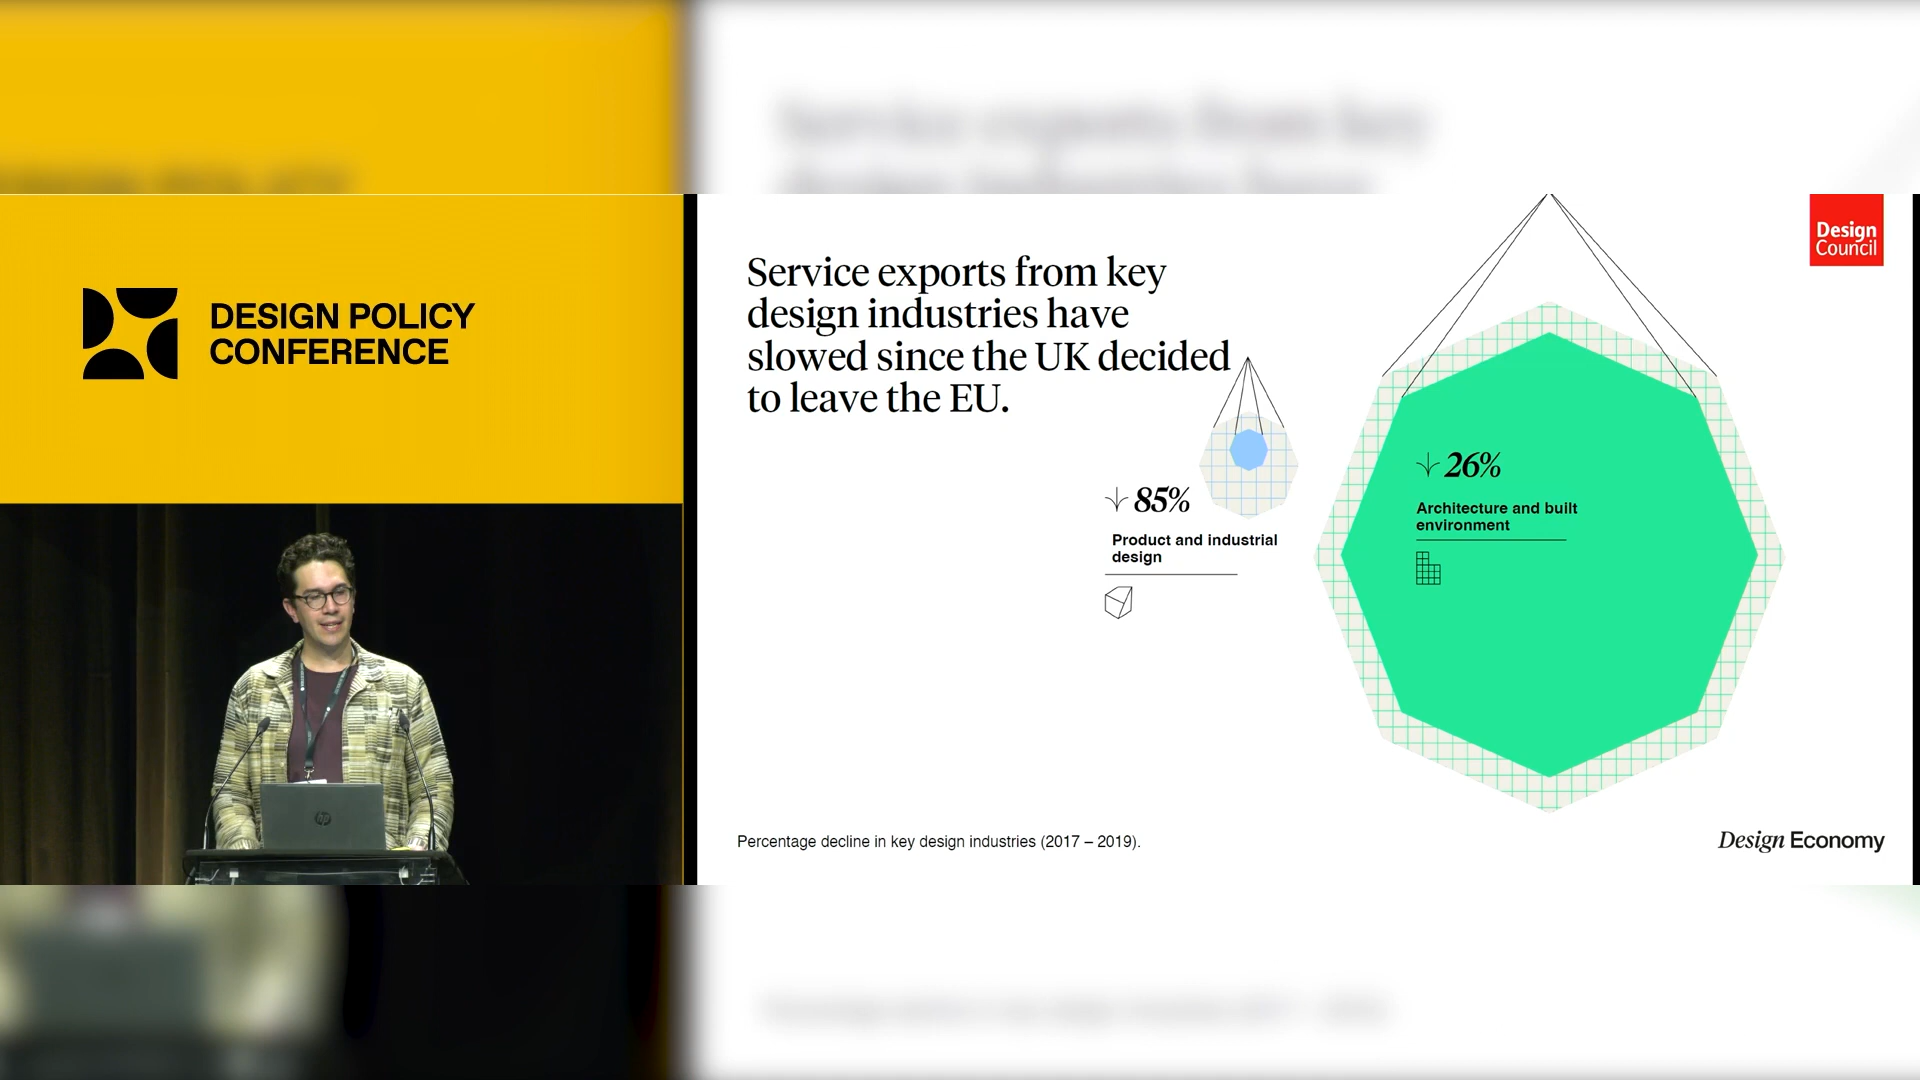 DESIGN POLICY
CONFERENCE
Service exports from key
design industries have
slowed since the UK decided
to leave the EU.
85%
Product and industrial
design
26%
Architecture and built
environment
Design
Council
Percentage decline in key design industries (2017 – 2019).
Design Economy
hp